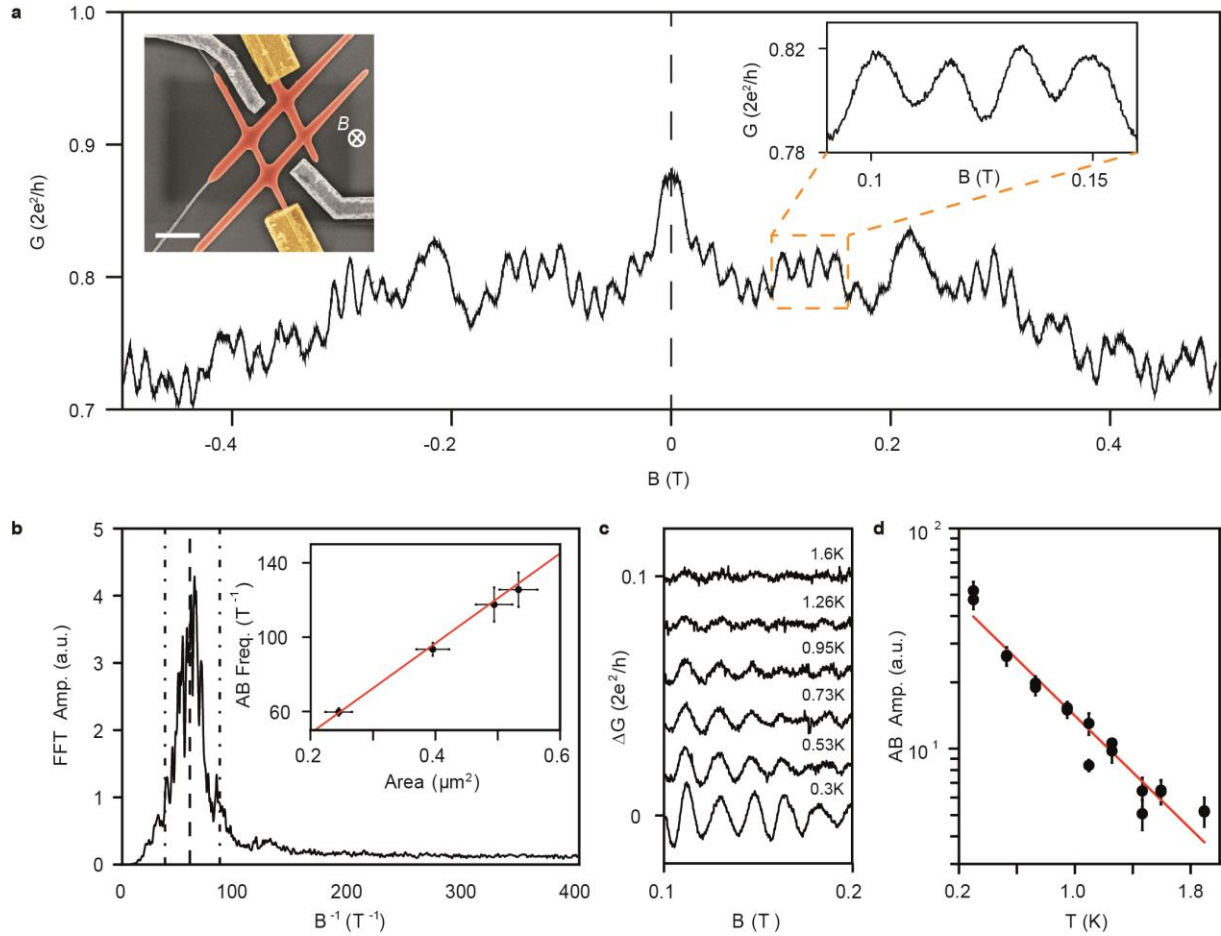 a
1.0
0.9
0.8
0.7
G (2e²/h)
-0.4
-0.2
0
0.2
0.4
B (T)
B
0.82
0.78
G (2e²/h)
0.1
0.15
B (T)
b
5
4
3
2
1
0
FFT Amp. (a.u.)
0
100
200
300
400
B⁻¹ (T⁻¹)
140
100
60
AB Freq. (T⁻¹)
0.2
0.4
0.6
Area (µm²)
c
0.1
0
ΔG (2e²/h)
1.6K
1.26K
0.95K
0.73K
0.53K
0.3K
0.1
0.2
B (T)
d
10²
10¹
AB Amp. (a.u.)
0.2
1.0
1.8
T (K)